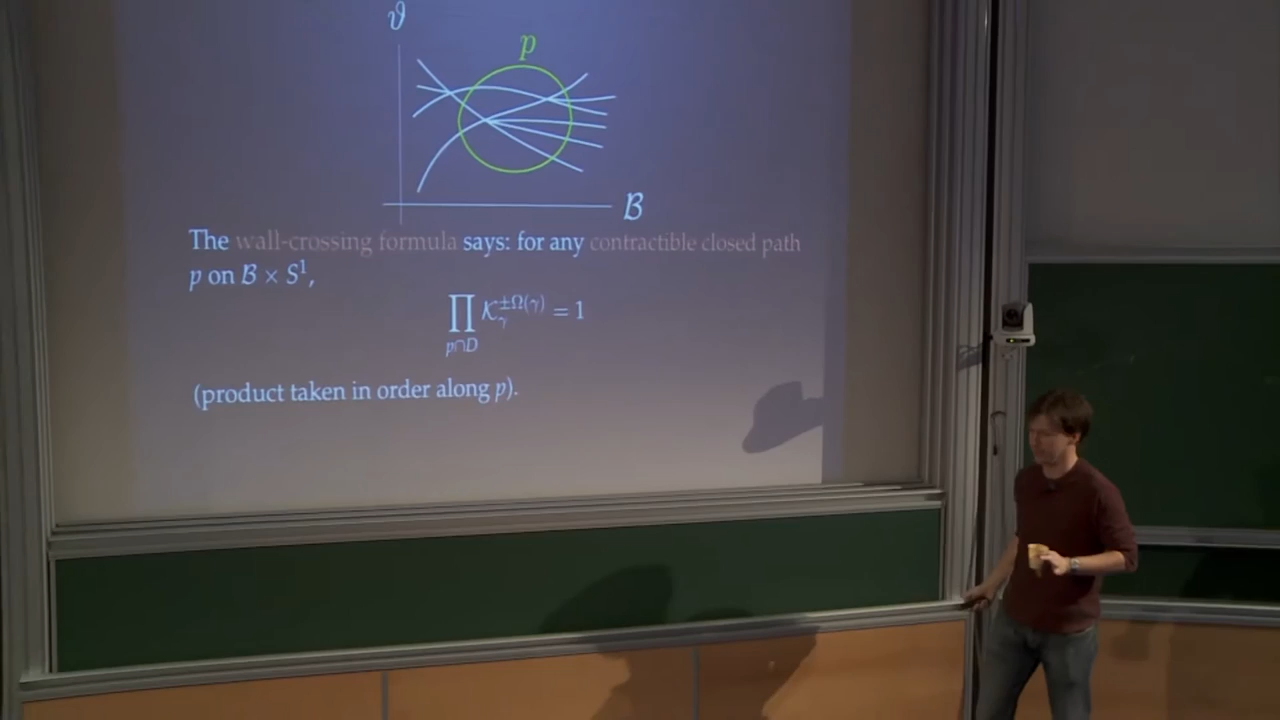 ϑ
p
ℬ
The wall-crossing formula says: for any contractible closed path
p on ℬ × S¹,
∏ 𝒦_γ^{±Ω(γ)} = 1
p∩D
(product taken in order along p).